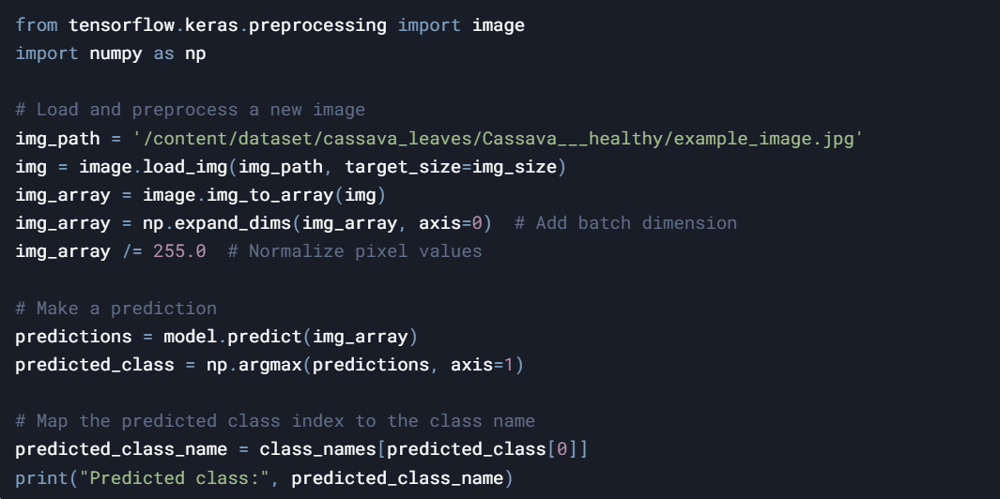 from tensorflow.keras.preprocessing import image
import numpy as np
# Load and preprocess a new image
img_path = '/content/dataset/cassava_leaves/Cassava___healthy/example_image.jpg'
img = image.load_img(img_path, target_size=img_size)
img_array = image.img_to_array(img)
img_array = np.expand_dims(img_array, axis=0)  # Add batch dimension
img_array /= 255.0  # Normalize pixel values
# Make a prediction
predictions = model.predict(img_array)
predicted_class = np.argmax(predictions, axis=1)
# Map the predicted class index to the class name
predicted_class_name = class_names[predicted_class[0]]
print("Predicted class:", predicted_class_name)